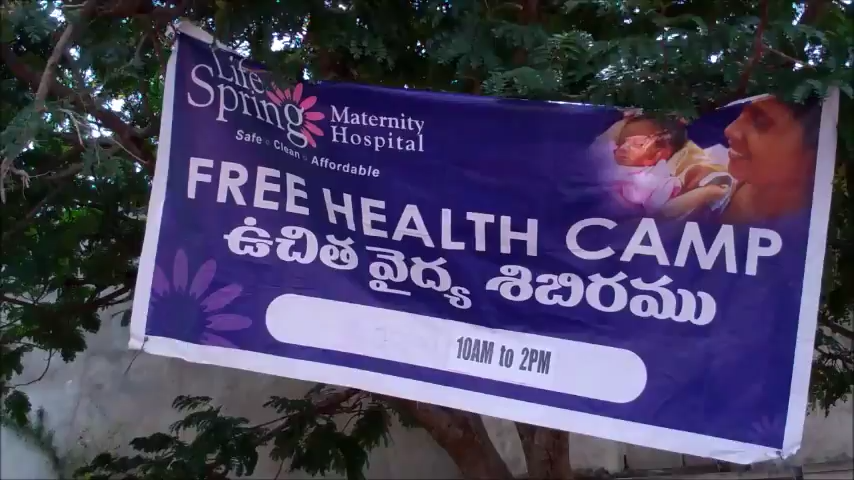 Life
Spring
Maternity
Hospital
Safe Clean Affordable
FREE HEALTH CAMP
ఉచిత వైద్య శిబిరము
10AM to 2PM